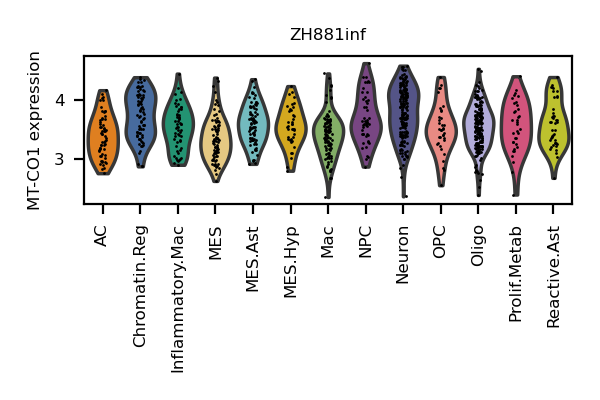 ZH881inf
MT-CO1 expression
4
3
AC
Chromatin.Reg
Inflammatory.Mac
MES
MES.Ast
MES.Hyp
Mac
NPC
Neuron
OPC
Oligo
Prolif.Metab
Reactive.Ast